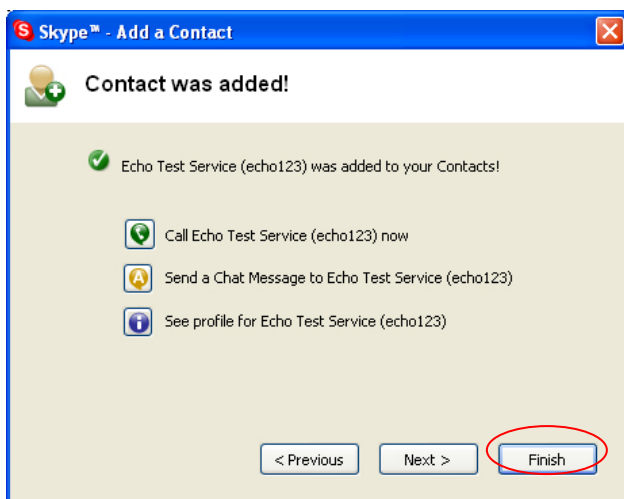 Skype™ - Add a Contact
Contact was added!
Echo Test Service (echo123) was added to your Contacts!
Call Echo Test Service (echo123) now
Send a Chat Message to Echo Test Service (echo123)
See profile for Echo Test Service (echo123)
< Previous Next > Finish